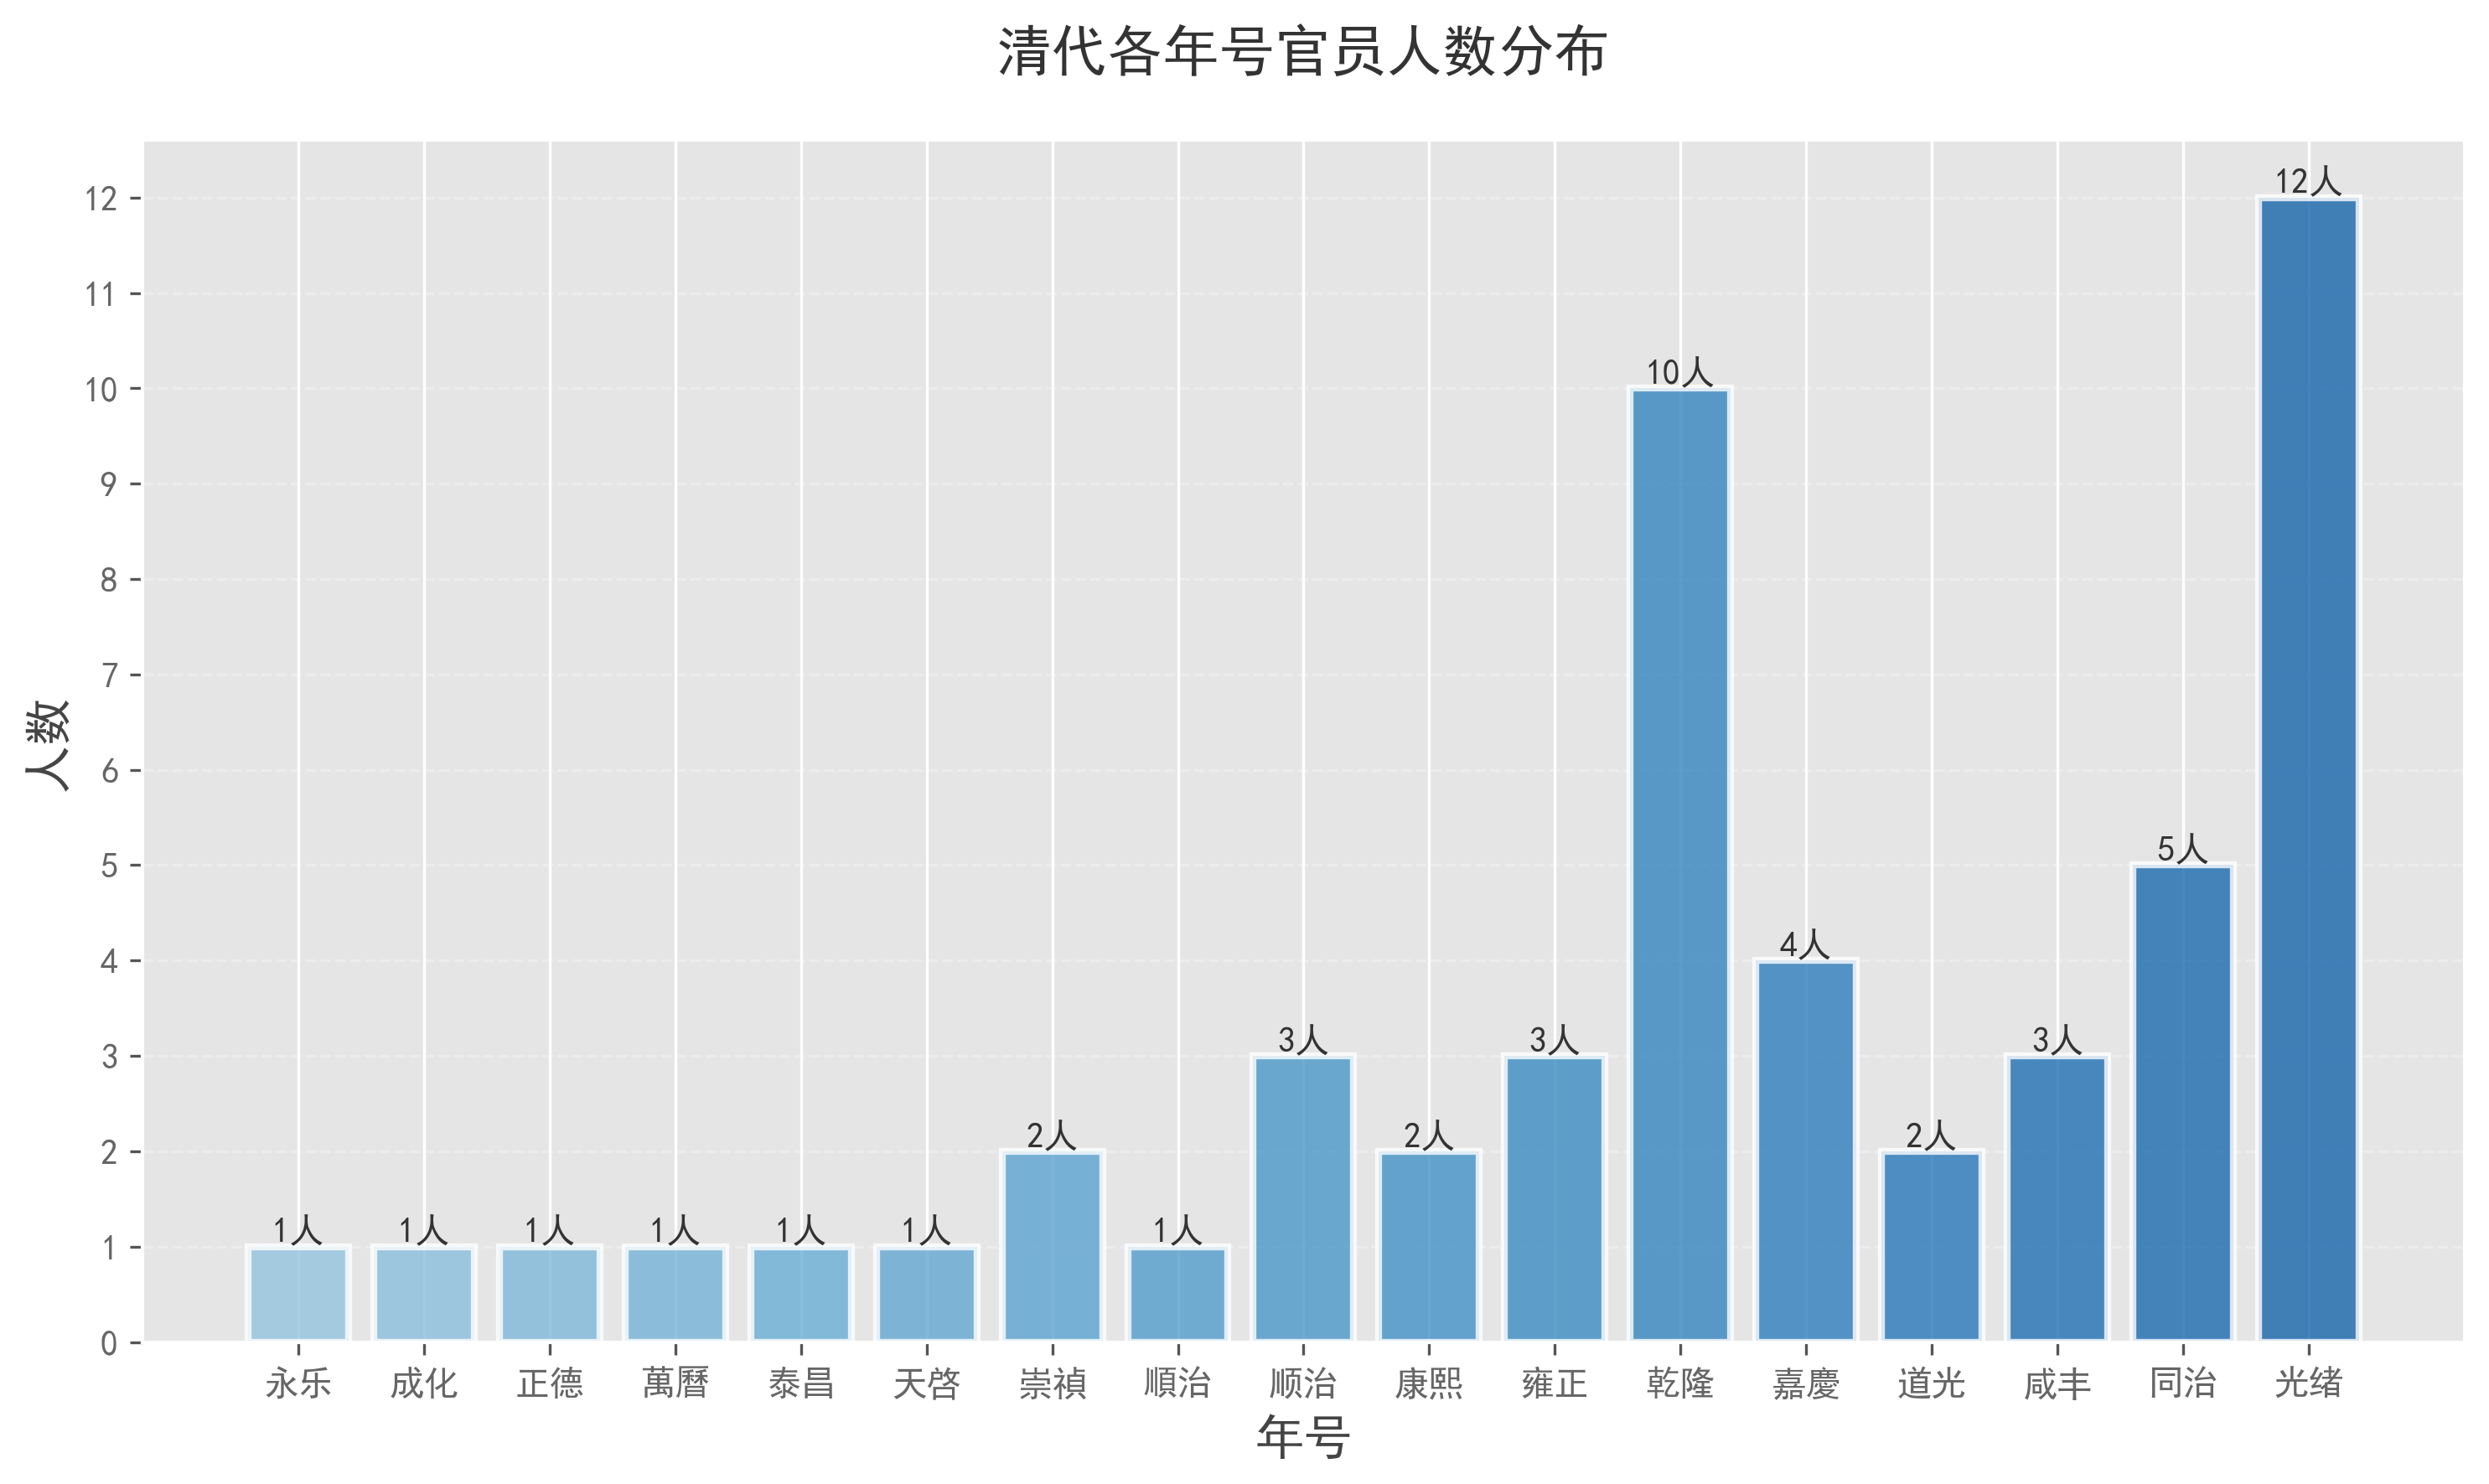 清代各年号官员人数分布
人数
12
11
10
9
8
7
6
5
4
3
2
1
0
1人
1人
1人
1人
1人
1人
2人
1人
3人
2人
3人
10人
4人
2人
3人
5人
12人
永乐
成化
正德
萬曆
泰昌
天啓
崇禎
順治
顺治
康熙
雍正
乾隆
嘉慶
道光
咸丰
同治
光绪
年号